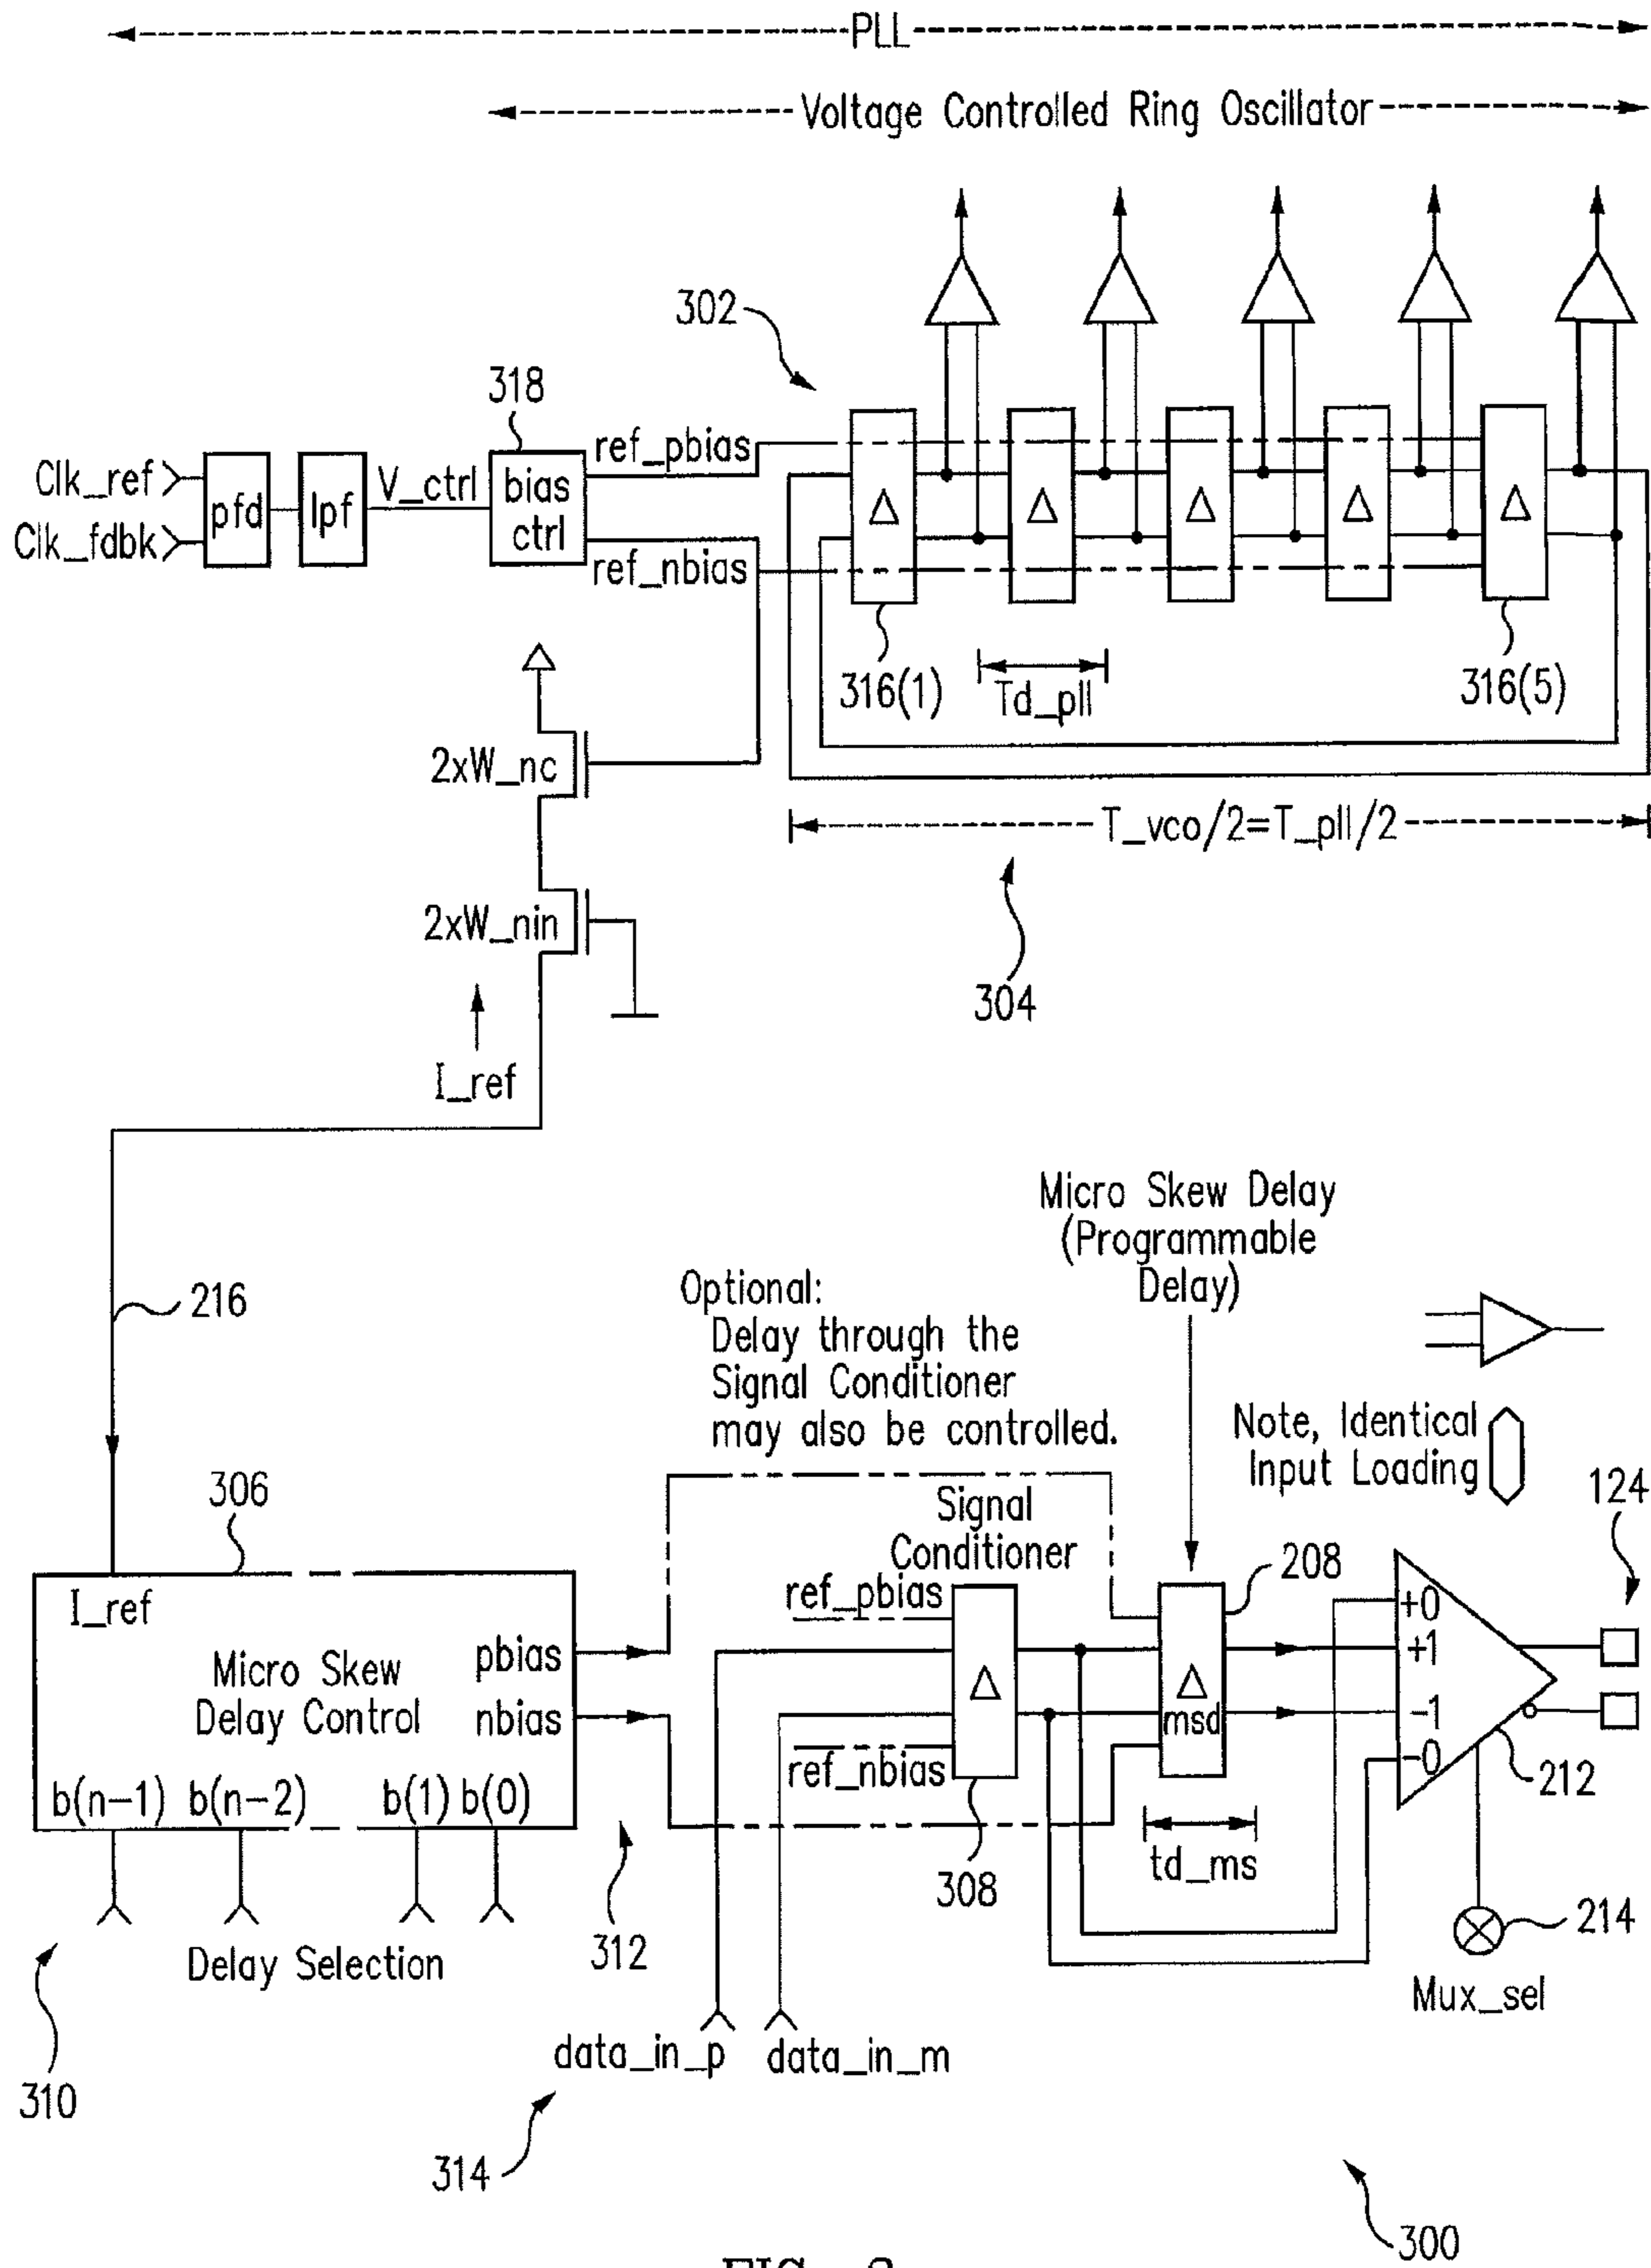 PLL
Voltage Controlled Ring Oscillator
302
318
ref_pbias
Clk_ref
Clk_fdbk
pfd
lpf
V_ctrl
bias
ctrl
ref_nbias
Δ
Δ
Δ
Δ
Δ
316(1)
Td_pll
316(5)
2xW_nc
T_vco/2=T_pll/2
2xW_nin
304
I_ref
216
Micro Skew Delay
(Programmable
Delay)
Optional:
Delay through the
Signal Conditioner
may also be controlled.
Note, Identical
Input Loading
124
306
Signal
Conditioner
208
I_ref
Micro Skew
Delay Control
pbias
nbias
b(n-1) b(n-2) b(1) b(0)
ref_pbias
Δ
ref_nbias
Δ
msd
+0
+1
-1
-0
212
td_ms
308
312
214
Delay Selection
Mux_sel
data_in_p data_in_m
310
314
300